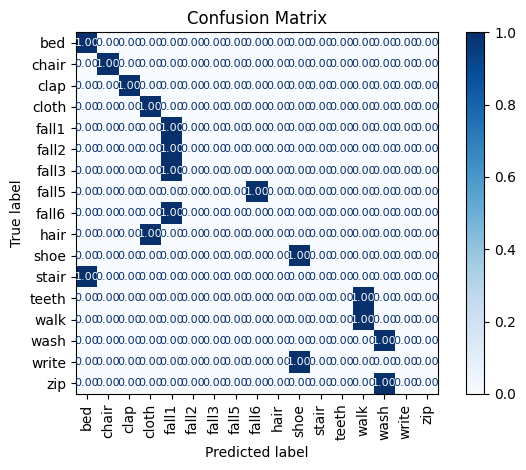 Confusion Matrix
True label
bed 1.00 0.00 0.00 0.00 0.00 0.00 0.00 0.00 0.00 0.00 0.00 0.00 0.00 0.00 0.00 0.00 0.00
chair 0.00 1.00 0.00 0.00 0.00 0.00 0.00 0.00 0.00 0.00 0.00 0.00 0.00 0.00 0.00 0.00 0.00
clap 0.00 0.00 1.00 0.00 0.00 0.00 0.00 0.00 0.00 0.00 0.00 0.00 0.00 0.00 0.00 0.00 0.00
cloth 0.00 0.00 0.00 1.00 0.00 0.00 0.00 0.00 0.00 0.00 0.00 0.00 0.00 0.00 0.00 0.00 0.00
fall1 0.00 0.00 0.00 0.00 1.00 0.00 0.00 0.00 0.00 0.00 0.00 0.00 0.00 0.00 0.00 0.00 0.00
fall2 0.00 0.00 0.00 0.00 1.00 0.00 0.00 0.00 0.00 0.00 0.00 0.00 0.00 0.00 0.00 0.00 0.00
fall3 0.00 0.00 0.00 0.00 1.00 0.00 0.00 0.00 0.00 0.00 0.00 0.00 0.00 0.00 0.00 0.00 0.00
fall5 0.00 0.00 0.00 0.00 0.00 0.00 0.00 0.00 1.00 0.00 0.00 0.00 0.00 0.00 0.00 0.00 0.00
fall6 0.00 0.00 0.00 0.00 1.00 0.00 0.00 0.00 0.00 0.00 0.00 0.00 0.00 0.00 0.00 0.00 0.00
hair 0.00 0.00 0.00 1.00 0.00 0.00 0.00 0.00 0.00 0.00 0.00 0.00 0.00 0.00 0.00 0.00 0.00
shoe 0.00 0.00 0.00 0.00 0.00 0.00 0.00 0.00 0.00 0.00 1.00 0.00 0.00 0.00 0.00 0.00 0.00
stair 1.00 0.00 0.00 0.00 0.00 0.00 0.00 0.00 0.00 0.00 0.00 0.00 0.00 0.00 0.00 0.00 0.00
teeth 0.00 0.00 0.00 0.00 0.00 0.00 0.00 0.00 0.00 0.00 0.00 0.00 0.00 1.00 0.00 0.00 0.00
walk 0.00 0.00 0.00 0.00 0.00 0.00 0.00 0.00 0.00 0.00 0.00 0.00 0.00 1.00 0.00 0.00 0.00
wash 0.00 0.00 0.00 0.00 0.00 0.00 0.00 0.00 0.00 0.00 0.00 0.00 0.00 0.00 1.00 0.00 0.00
write 0.00 0.00 0.00 0.00 0.00 0.00 0.00 0.00 0.00 0.00 1.00 0.00 0.00 0.00 0.00 0.00 0.00
zip 0.00 0.00 0.00 0.00 0.00 0.00 0.00 0.00 0.00 0.00 0.00 0.00 0.00 0.00 1.00 0.00 0.00
bed chair clap cloth fall1 fall2 fall3 fall5 fall6 hair shoe stair teeth walk wash write zip
Predicted label
1.0
0.8
0.6
0.4
0.2
0.0